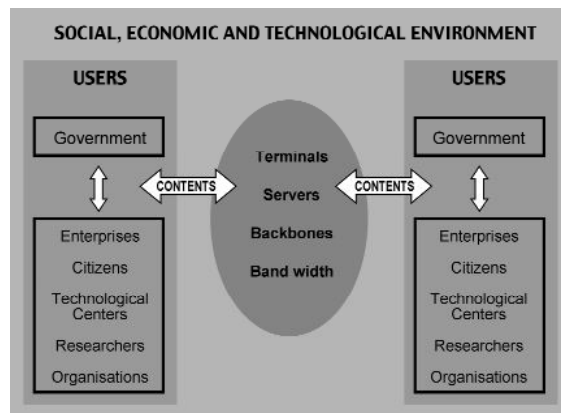 SOCIAL, ECONOMIC AND TECHNOLOGICAL ENVIRONMENT
USERS
Government
CONTENTS
Enterprises
Citizens
Technological
Centers
Researchers
Organisations
Terminals
Servers
Backbones
Band width
CONTENTS
USERS
Government
Enterprises
Citizens
Technological
Centers
Researchers
Organisations